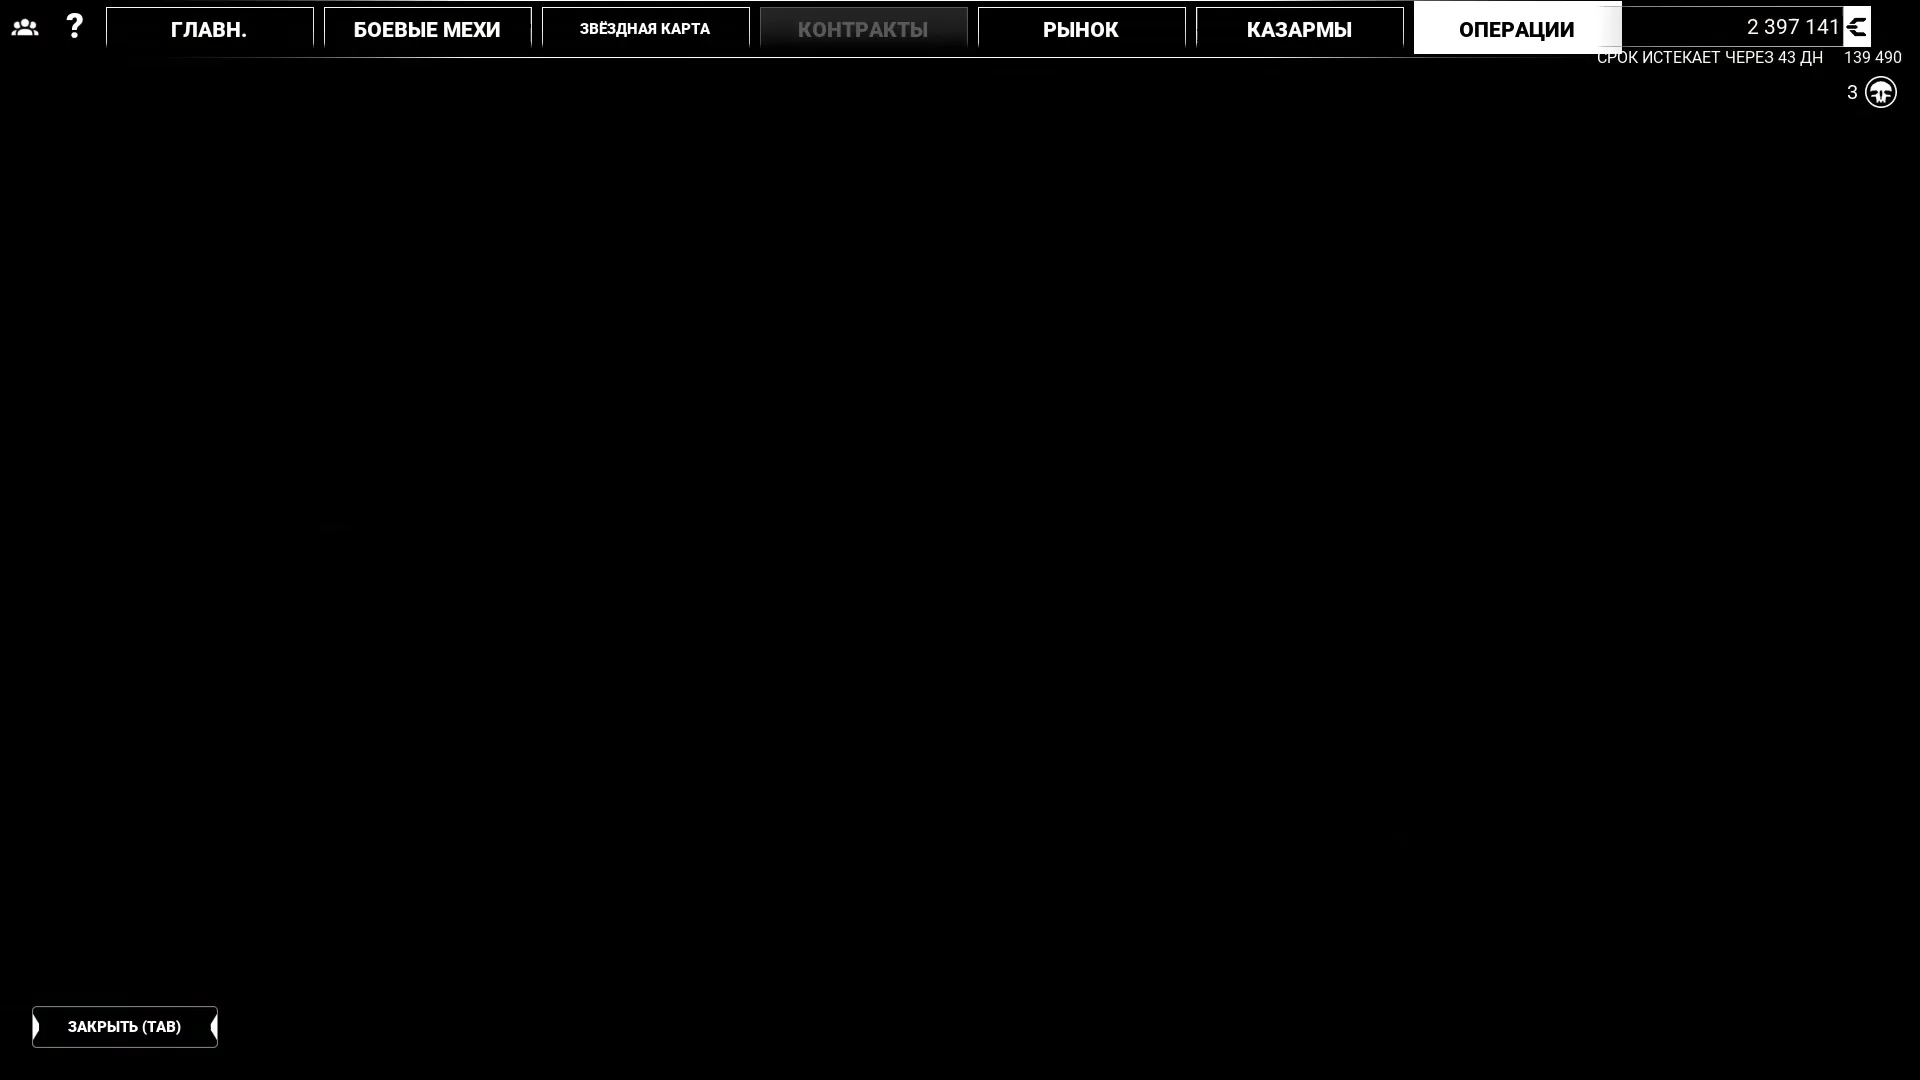 ?
ГЛАВН.
БОЕВЫЕ МЕХИ
ЗВЁЗДНАЯ КАРТА
КОНТРАКТЫ
РЫНОК
КАЗАРМЫ
ОПЕРАЦИИ
2 397 141
СРОК ИСТЕКАЕТ ЧЕРЕЗ 43 ДН 139 490
3
ЗАКРЫТЬ (TAB)